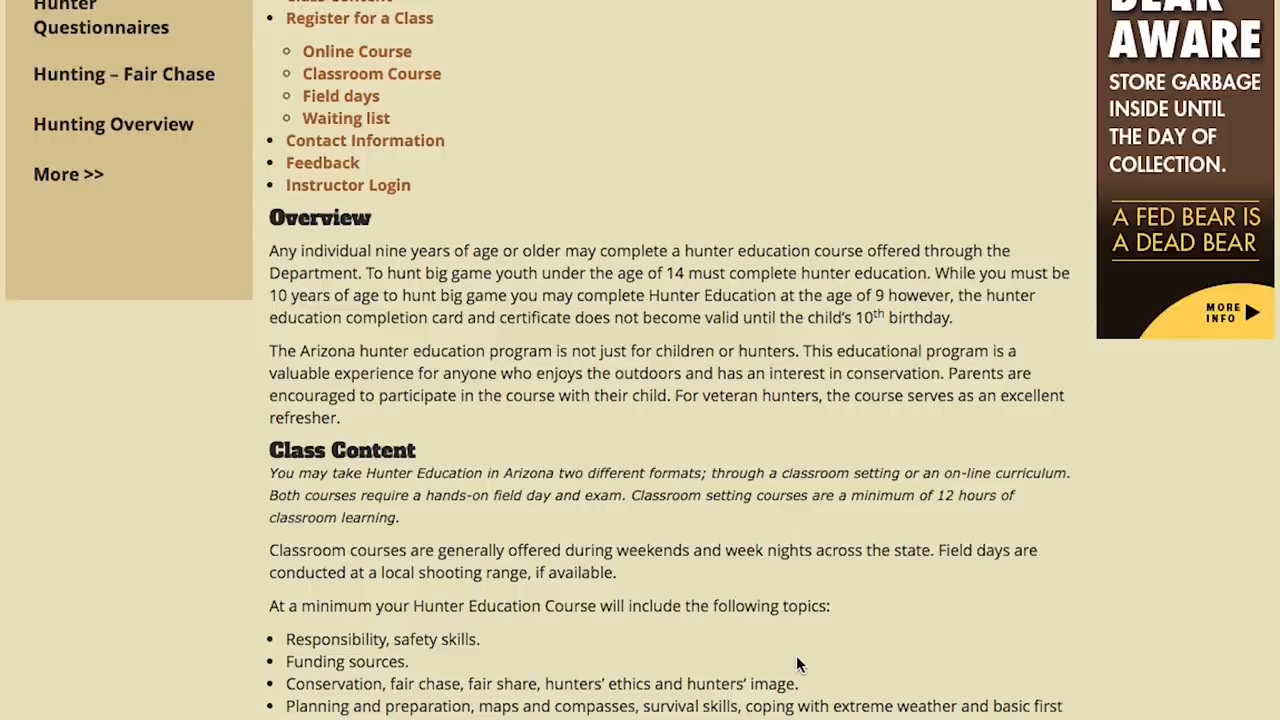 Hunter
Questionnaires
Hunting – Fair Chase
Hunting Overview
More >>
Register for a Class
Online Course
Classroom Course
Field days
Waiting list
Contact Information
Feedback
Instructor Login
Overview
Any individual nine years of age or older may complete a hunter education course offered through the
Department. To hunt big game youth under the age of 14 must complete hunter education. While you must be
10 years of age to hunt big game you may complete Hunter Education at the age of 9 however, the hunter
education completion card and certificate does not become valid until the child’s 10th birthday.
The Arizona hunter education program is not just for children or hunters. This educational program is a
valuable experience for anyone who enjoys the outdoors and has an interest in conservation. Parents are
encouraged to participate in the course with their child. For veteran hunters, the course serves as an excellent
refresher.
Class Content
You may take Hunter Education in Arizona two different formats; through a classroom setting or an on-line curriculum.
Both courses require a hands-on field day and exam. Classroom setting courses are a minimum of 12 hours of
classroom learning.
Classroom courses are generally offered during weekends and week nights across the state. Field days are
conducted at a local shooting range, if available.
At a minimum your Hunter Education Course will include the following topics:
Responsibility, safety skills.
Funding sources.
Conservation, fair chase, fair share, hunters’ ethics and hunters’ image.
Planning and preparation, maps and compasses, survival skills, coping with extreme weather and basic first
BEAR
AWARE
STORE GARBAGE
INSIDE UNTIL
THE DAY OF
COLLECTION.
A FED BEAR IS
A DEAD BEAR
MORE
INFO